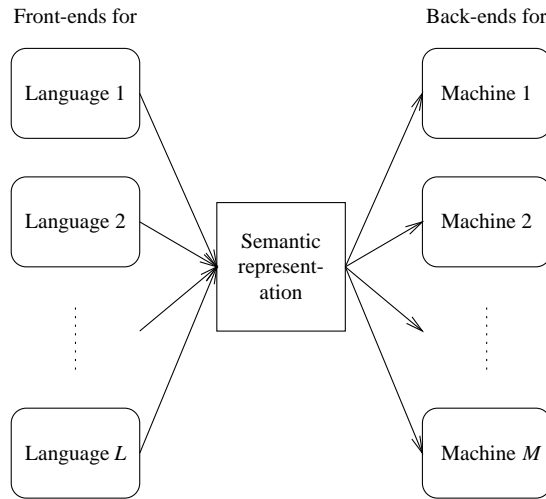 Front-ends for
Back-ends for
Language 1
Machine 1
Language 2
Machine 2
Semantic
represent-
ation
Language L
Machine M